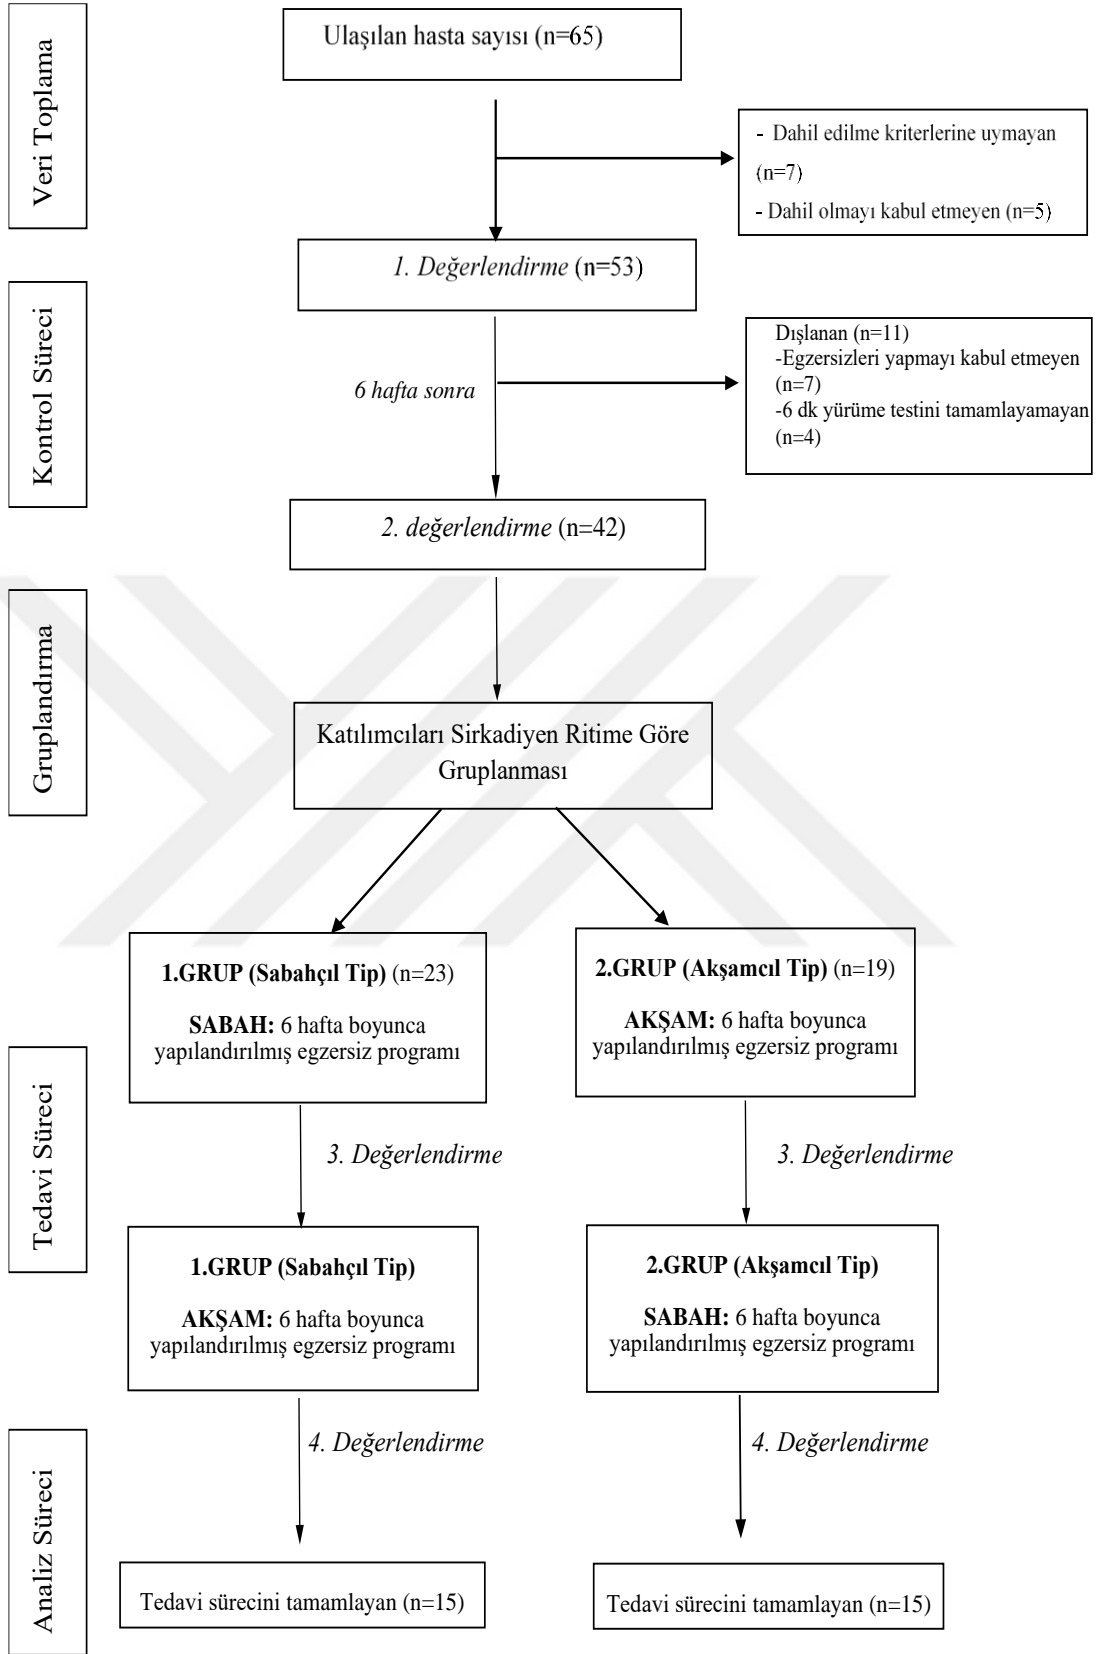 Veri Toplama
Ulaşılan hasta sayısı (n=65)
- Dahil edilme kriterlerine uymayan
(n=7)
- Dahil olmayı kabul etmeyen (n=5)
1. Değerlendirme (n=53)
Kontrol Süreci
6 hafta sonra
Dışlanan (n=11)
-Egzersizleri yapmayı kabul etmeyen
(n=7)
-6 dk yürüme testini tamamlayamayan
(n=4)
2. değerlendirme (n=42)
Gruplandırma
Katılımcıları Sirkadiyen Ritime Göre
Gruplanması
1.GRUP (Sabahçıl Tip) (n=23)
SABAH: 6 hafta boyunca
yapılandırılmış egzersiz programı
2.GRUP (Akşamcıl Tip) (n=19)
AKŞAM: 6 hafta boyunca
yapılandırılmış egzersiz programı
Tedavi Süreci
3. Değerlendirme
3. Değerlendirme
1.GRUP (Sabahçıl Tip)
AKŞAM: 6 hafta boyunca
yapılandırılmış egzersiz programı
2.GRUP (Akşamcıl Tip)
SABAH: 6 hafta boyunca
yapılandırılmış egzersiz programı
4. Değerlendirme
4. Değerlendirme
Analiz Süreci
Tedavi sürecini tamamlayan (n=15)
Tedavi sürecini tamamlayan (n=15)